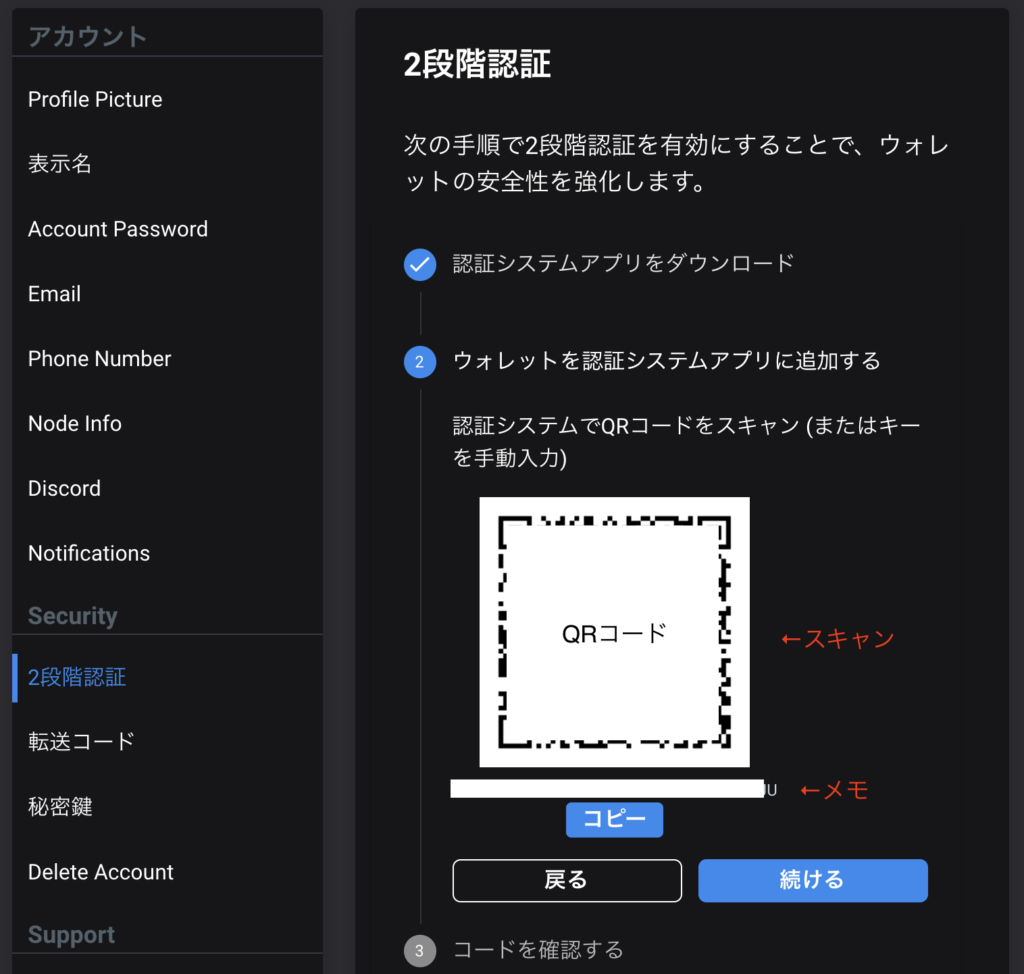 アカウント
Profile Picture
表示名
Account Password
Email
Phone Number
Node Info
Discord
Notifications
Security
2段階認証
転送コード
秘密鍵
Delete Account
Support
2段階認証
次の手順で2段階認証を有効にすることで、ウォレ
ットの安全性を強化します。
認証システムアプリをダウンロード
2
ウォレットを認証システムアプリに追加する
認証システムでQRコードをスキャン (またはキー
を手動入力)
QRコード
←スキャン
U
←メモ
コピー
戻る
続ける
3
コードを確認する